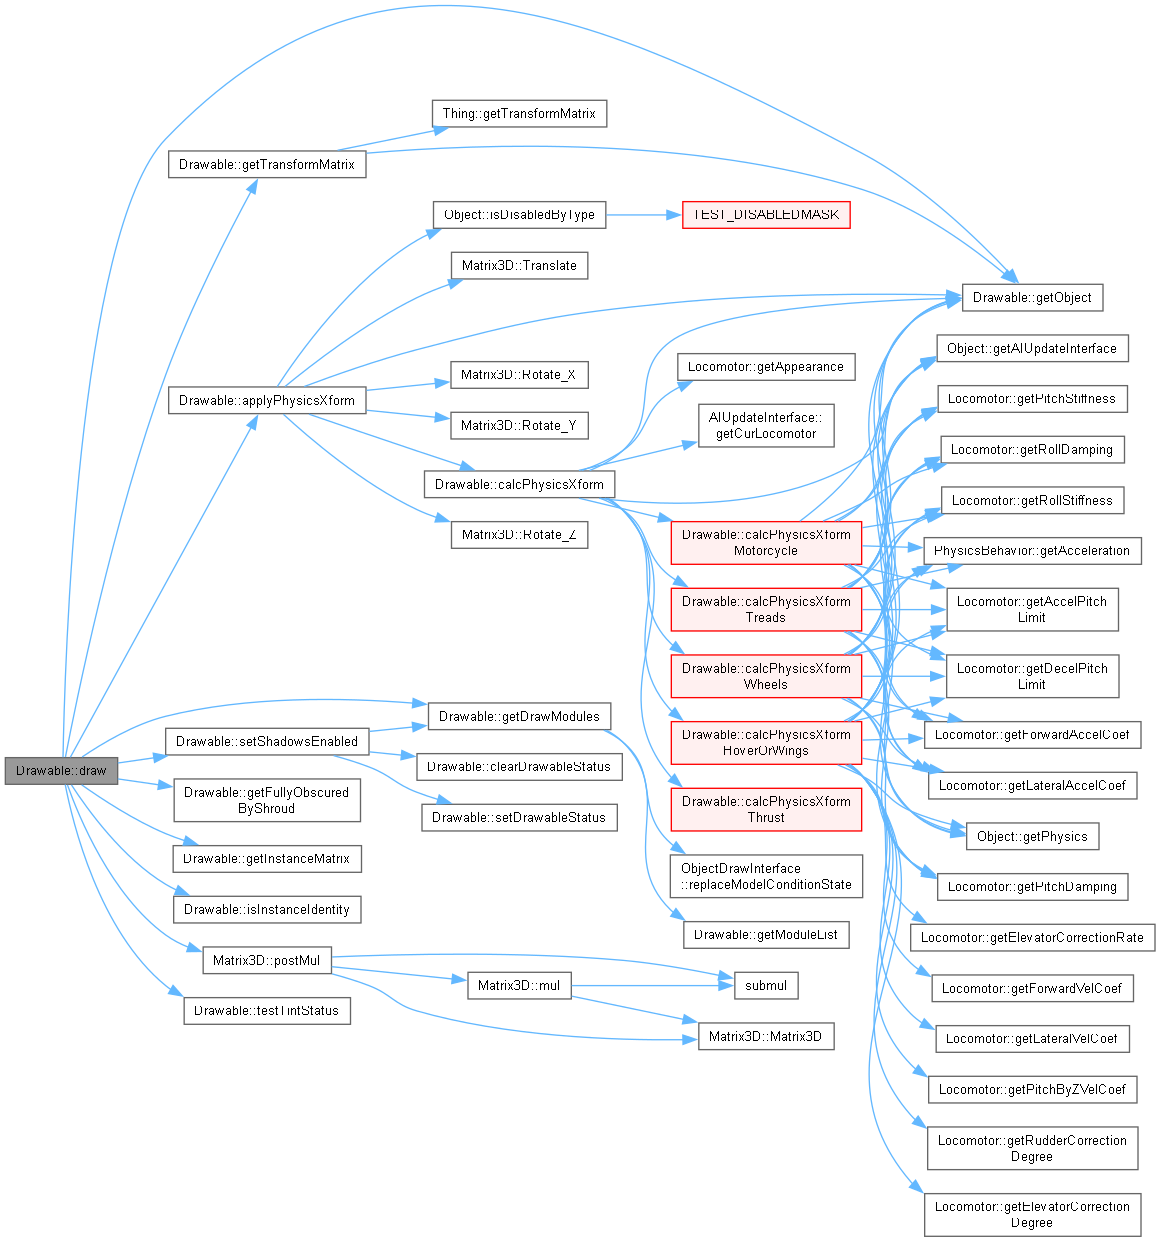 Thing::getTransformMatrix
Drawable::getTransformMatrix
Object::isDisabledByType
TEST_DISABLEDMASK
Matrix3D::Translate
Drawable::getObject
Object::getAIUpdateInterface
Locomotor::getAppearance
Matrix3D::Rotate_X
Drawable::applyPhysicsXform
Locomotor::getPitchStiffness
AIUpdateInterface::
getCurLocomotor
Matrix3D::Rotate_Y
Locomotor::getRollDamping
Drawable::calcPhysicsXform
Locomotor::getRollStiffness
Matrix3D::Rotate_Z
Drawable::calcPhysicsXform
Motorcycle
PhysicsBehavior::getAcceleration
Drawable::calcPhysicsXform
Treads
Locomotor::getAccelPitch
Limit
Drawable::calcPhysicsXform
Wheels
Locomotor::getDecelPitch
Limit
Drawable::getDrawModules
Drawable::calcPhysicsXform
HoverOrWings
Locomotor::getForwardAccelCoef
Drawable::setShadowsEnabled
Drawable::clearDrawableStatus
Drawable::draw
Locomotor::getLateralAccelCoef
Drawable::getFullyObscured
ByShroud
Drawable::setDrawableStatus
Drawable::calcPhysicsXform
Thrust
Object::getPhysics
Drawable::getInstanceMatrix
ObjectDrawInterface
::replaceModelConditionState
Locomotor::getPitchDamping
Drawable::isInstanceIdentity
Drawable::getModuleList
Locomotor::getElevatorCorrectionRate
Matrix3D::postMul
Matrix3D::mul
submul
Locomotor::getForwardVelCoef
Drawable::testTintStatus
Matrix3D::Matrix3D
Locomotor::getLateralVelCoef
Locomotor::getPitchByZVelCoef
Locomotor::getRudderCorrection
Degree
Locomotor::getElevatorCorrection
Degree